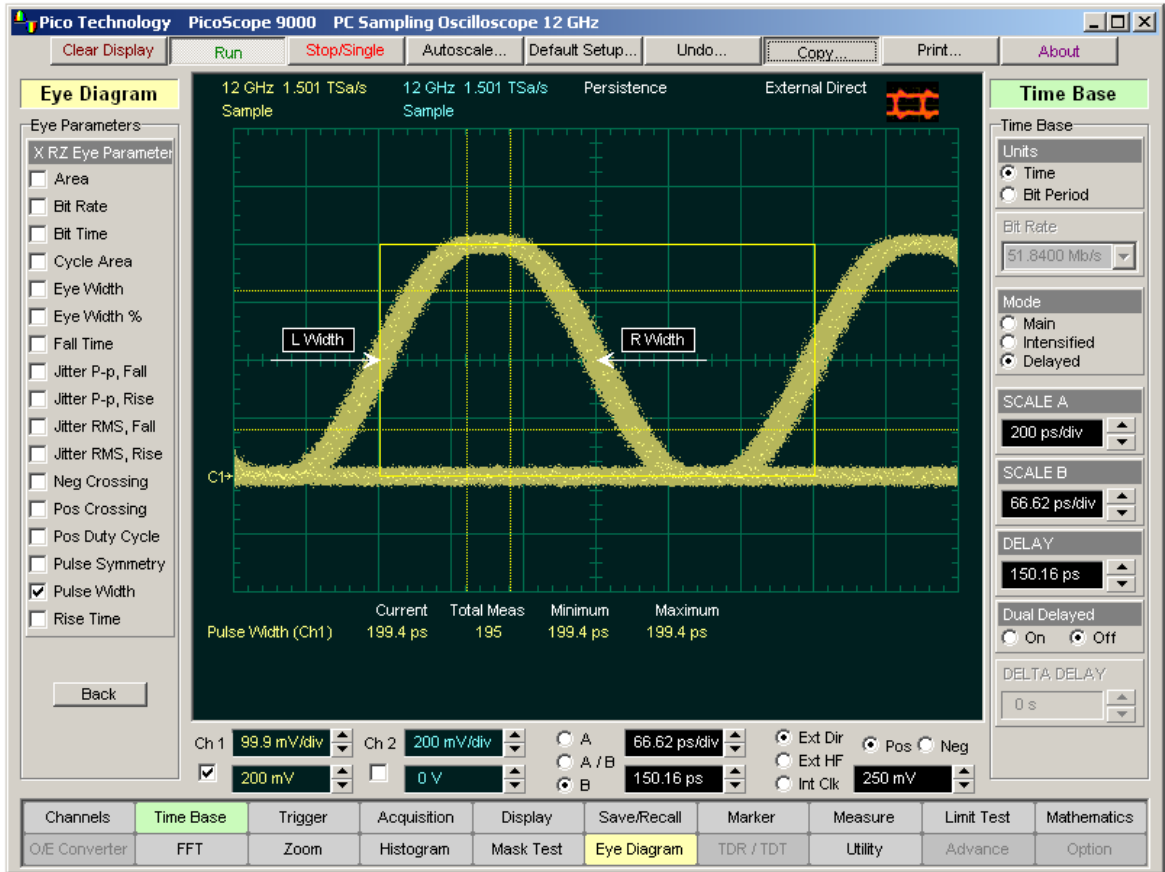 Pico Technology PicoScope 9000 PC Sampling Oscilloscope 12 GHz
Clear Display Run Stop/Single Autoscale... Default Setup... Undo... Copy... Print... About
Eye Diagram
Eye Parameters
X RZ Eye Parameter
Area
Bit Rate
Bit Time
Cycle Area
Eye Width
Eye Width %
Fall Time
Jitter P-p, Fall
Jitter P-p, Rise
Jitter RMS, Fall
Jitter RMS, Rise
Neg Crossing
Pos Crossing
Pos Duty Cycle
Pulse Symmetry
Pulse Width
Rise Time
Back
12 GHz 1.501 TSa/s 12 GHz 1.501 TSa/s Persistence External Direct
Sample Sample
L Width R Width
C1
Current Total Meas Minimum Maximum
Pulse Width (Ch1) 199.4 ps 195 199.4 ps 199.4 ps
Time Base
Time Base
Units
Time
Bit Period
Bit Rate
51.8400 Mb/s
Mode
Main
Intensified
Delayed
SCALE A
200 ps/div
SCALE B
66.62 ps/div
DELAY
150.16 ps
Dual Delayed
On Off
DELTA DELAY
0 s
Ch 1 99.9 mV/div Ch 2 200 mV/div A 66.62 ps/div Ext Dir Pos Neg
A / B Ext HF
200 mV 0 V B 150.16 ps Int Clk 250 mV
Channels Time Base Trigger Acquisition Display Save/Recall Marker Measure Limit Test Mathematics
O/E Converter FFT Zoom Histogram Mask Test Eye Diagram TDR / TDT Utility Advance Option